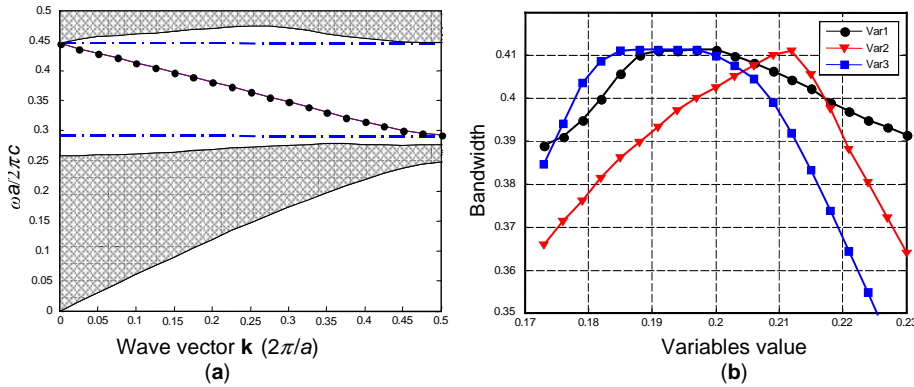 0.5
0.45
0.4
0.35
0.3
0.25
0.2
0.15
0.1
0.05
0
ωa/2πc
0 0.05 0.1 0.15 0.2 0.25 0.3 0.35 0.4 0.45 0.5
Wave vector k (2π/a)
(a)
0.41
0.40
0.39
0.38
0.37
0.36
0.35
Bandwidth
Var1
Var2
Var3
0.17 0.18 0.19 0.2 0.21 0.22 0.23
Variables value
(b)